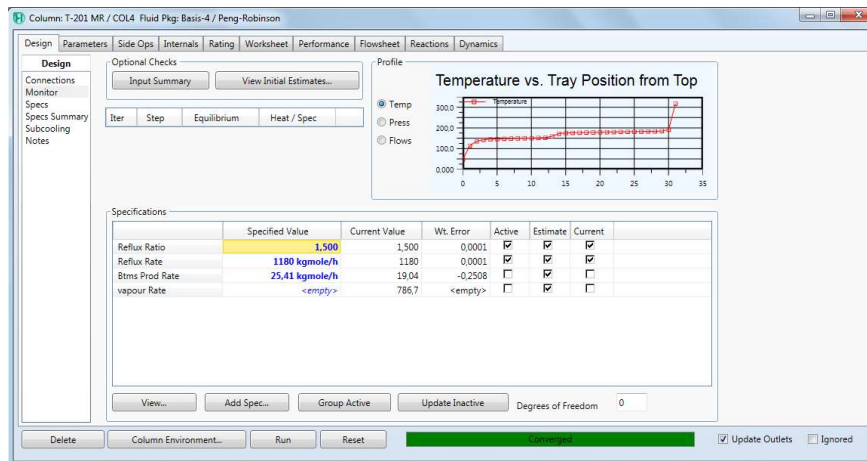 Column: T-201 MR / COL4 Fluid Pkg: Basis-4 / Peng-Robinson
Design Parameters Side Ops Internals Rating Worksheet Performance Flowsheet Reactions Dynamics
Design
Connections
Monitor
Specs
Specs Summary
Subcooling
Notes
Optional Checks
Input Summary View Initial Estimates...
Iter Step Equilibrium Heat / Spec
Profile
Temp
Press
Flows
Temperature vs. Tray Position from Top
Temperature
300,0
200,0
100,0
0,000
0 5 10 15 20 25 30 35
Specifications
Specified Value Current Value Wt. Error Active Estimate Current
Reflux Ratio 1,500 1,500 0,0001
Reflux Rate 1180 kgmole/h 1180 0,0001
Btms Prod Rate 25,41 kgmole/h 19,04 -0,2508
vapour Rate <empty> 786,7 <empty>
View... Add Spec... Group Active Update Inactive Degrees of Freedom 0
Delete Column Environment... Run Reset Converged Update Outlets Ignored